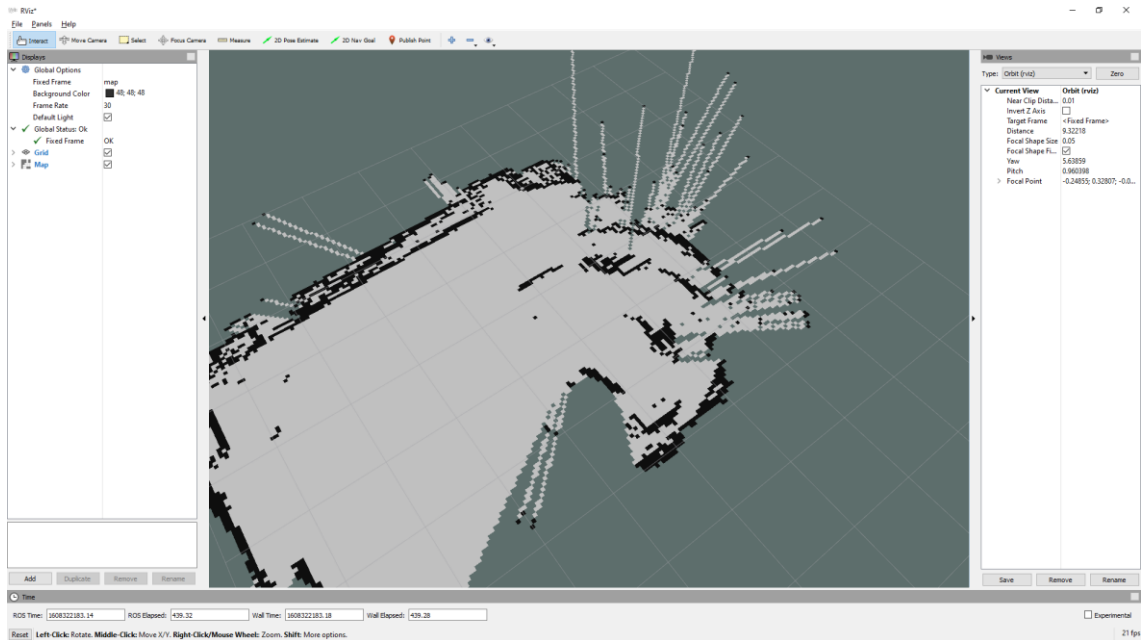 RViz*
File Panels Help
Interact Move Camera Select Focus Camera Measure 2D Pose Estimate 2D Nav Goal Publish Point
Displays
Global Options
Fixed Frame map
Background Color 48; 48; 48
Frame Rate 30
Default Light
Global Status: Ok
Fixed Frame OK
Grid
Map
Add Duplicate Remove Rename
Views
Type: Orbit (rviz) Zero
Current View Orbit (rviz)
Near Clip Dista... 0.01
Invert Z Axis
Target Frame <Fixed Frame>
Distance 9.32218
Focal Shape Size 0.05
Focal Shape Fi...
Yaw 5.63859
Pitch 0.960398
Focal Point -0.24855; 0.32807; -0.0...
Save Remove Rename
Time
ROS Time: 1608322183.14 ROS Elapsed: 439.32 Wall Time: 1608322183.18 Wall Elapsed: 439.28 Experimental
Reset Left-Click: Rotate. Middle-Click: Move X/Y. Right-Click/Mouse Wheel: Zoom. Shift: More options. 21 fps